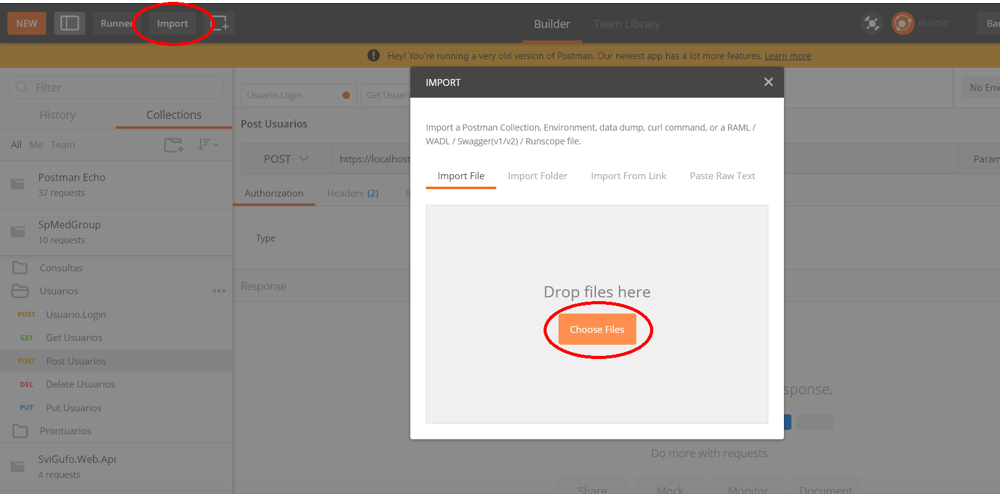 NEW
Runner
Import
Builder
Team Library
IN SYNC
Hey! You're running a very old version of Postman. Our newest app has a lot more features. Learn more
Filter
History
Collections
All Me Team
Postman Echo
37 requests
SpMedGroup
10 requests
Consultas
Usuarios
POST Usuario.Login
GET Get Usuarios
POST Post Usuarios
DEL Delete Usuarios
PUT Put Usuarios
Prontuarios
SviGufo.Web.Api
4 requests
Usuario.Login
Get Usuari
No Env
Post Usuarios
POST
https://localhost
Param
Authorization
Headers (2)
B
Type
Response
IMPORT
Import a Postman Collection, Environment, data dump, curl command, or a RAML /
WADL / Swagger(v1/v2) / Runscope file.
Import File
Import Folder
Import From Link
Paste Raw Text
Drop files here
Choose Files
sponse.
Do more with requests
Share
Mock
Monitor
Document